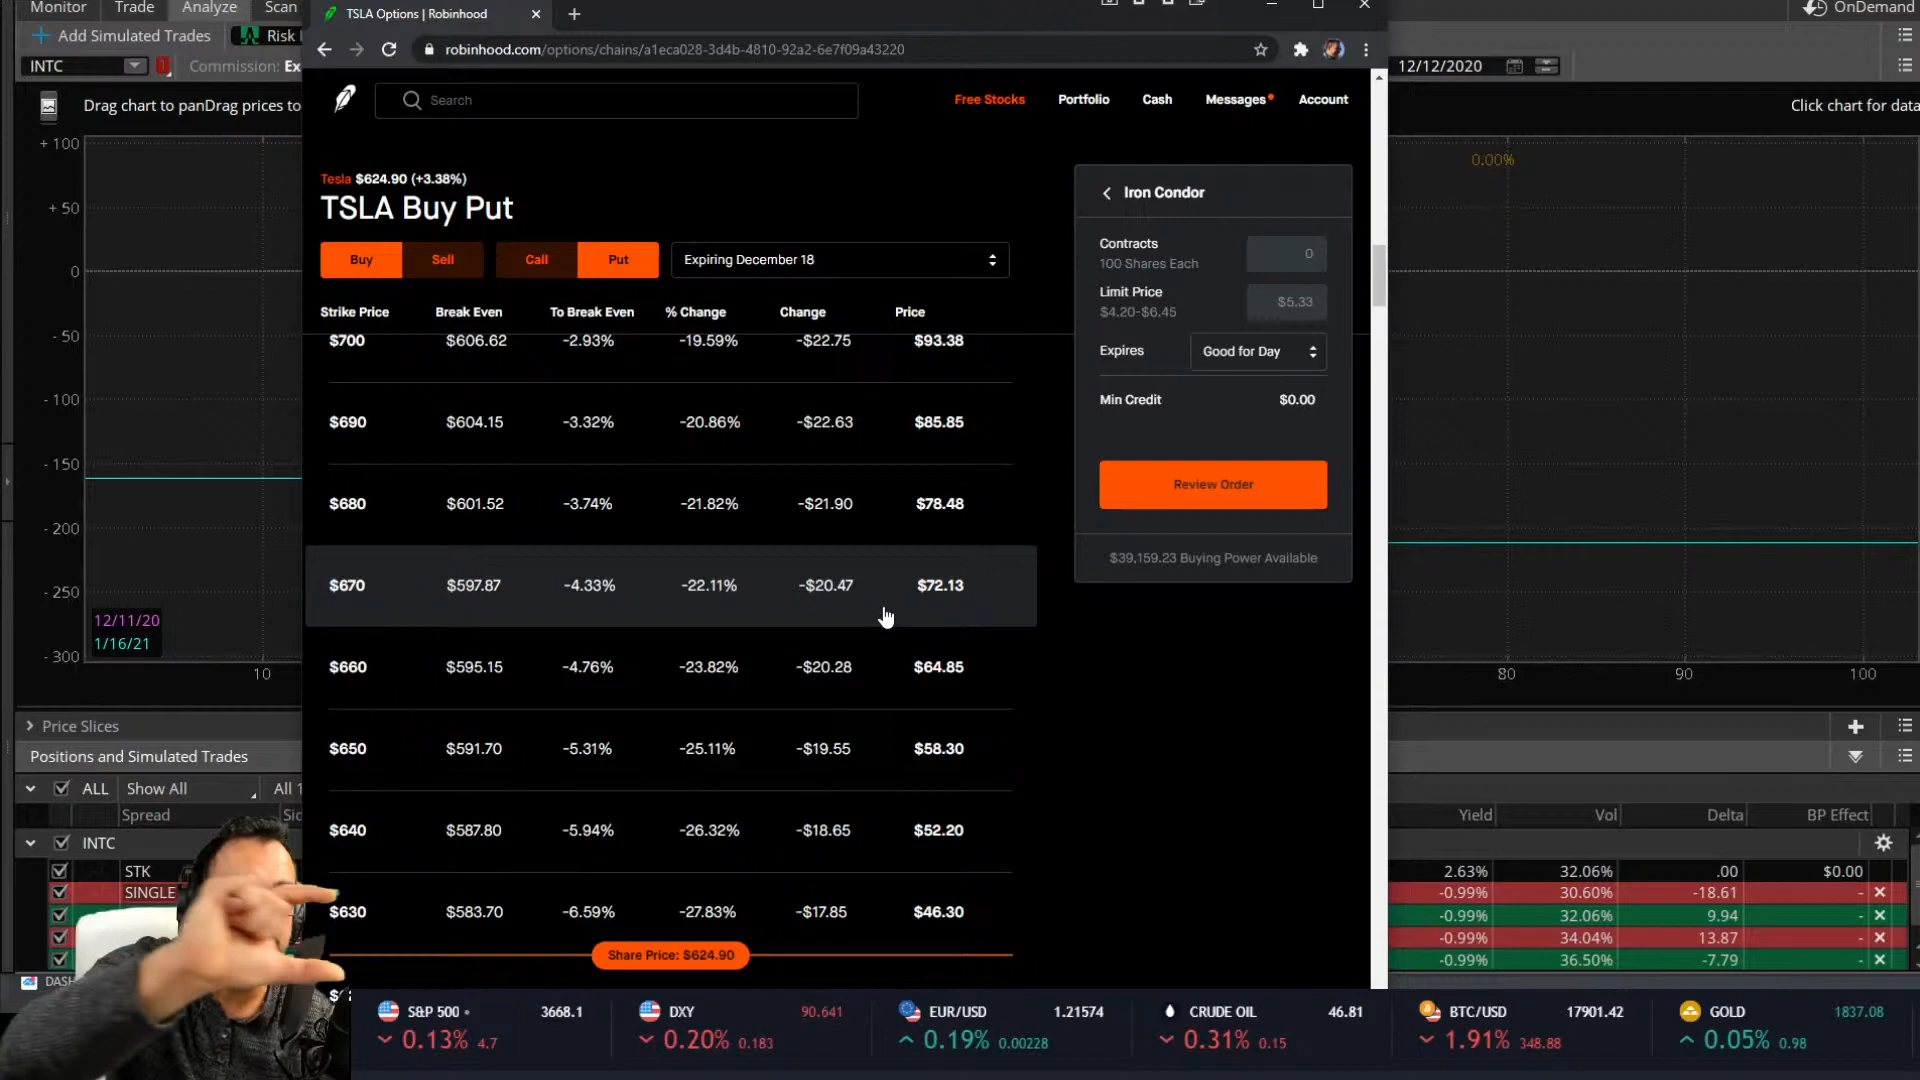 Monitor Trade Analyze Scan
TSLA Options | Robinhood
OnDemand
Add Simulated Trades
robinhood.com/options/chains/a1eca028-3d4b-4810-92a2-6e7f09a43220
INTC
Commission:
12/12/2020
Search
Free Stocks Portfolio Cash Messages Account
Drag chart to panDrag prices to
Click chart for data
+ 100
+ 50
0
- 50
- 100
- 150
- 200
- 250
- 300
12/11/20
1/16/21
10
0.00%
80 90 100
Tesla $624.90 (+3.38%)
TSLA Buy Put
Buy Sell Call Put Expiring December 18
Strike Price Break Even To Break Even % Change Change Price
$700 $606.62 -2.93% -19.59% -$22.75 $93.38
$690 $604.15 -3.32% -20.86% -$22.63 $85.85
$680 $601.52 -3.74% -21.82% -$21.90 $78.48
$670 $597.87 -4.33% -22.11% -$20.47 $72.13
$660 $595.15 -4.76% -23.82% -$20.28 $64.85
$650 $591.70 -5.31% -25.11% -$19.55 $58.30
$640 $587.80 -5.94% -26.32% -$18.65 $52.20
$630 $583.70 -6.59% -27.83% -$17.85 $46.30
Share Price: $624.90
Iron Condor
Contracts 0
100 Shares Each
Limit Price $5.33
$4.20-$6.45
Expires Good for Day
Min Credit $0.00
Review Order
$39,159.23 Buying Power Available
Price Slices
Positions and Simulated Trades
ALL Show All
Spread
INTC
STK
SINGLE
Yield Vol Delta BP Effect
2.63% 32.06% .00 $0.00
-0.99% 30.60% -18.61 -
-0.99% 32.06% 9.94 -
-0.99% 34.04% 13.87 -
-0.99% 36.50% -7.79 -
S&P 500 3668.1
0.13% 4.7
DXY 90.641
0.20% 0.183
EUR/USD 1.21574
0.19% 0.00228
CRUDE OIL 46.81
0.31% 0.15
BTC/USD 17901.42
1.91% 348.88
GOLD 1837.08
0.05% 0.98